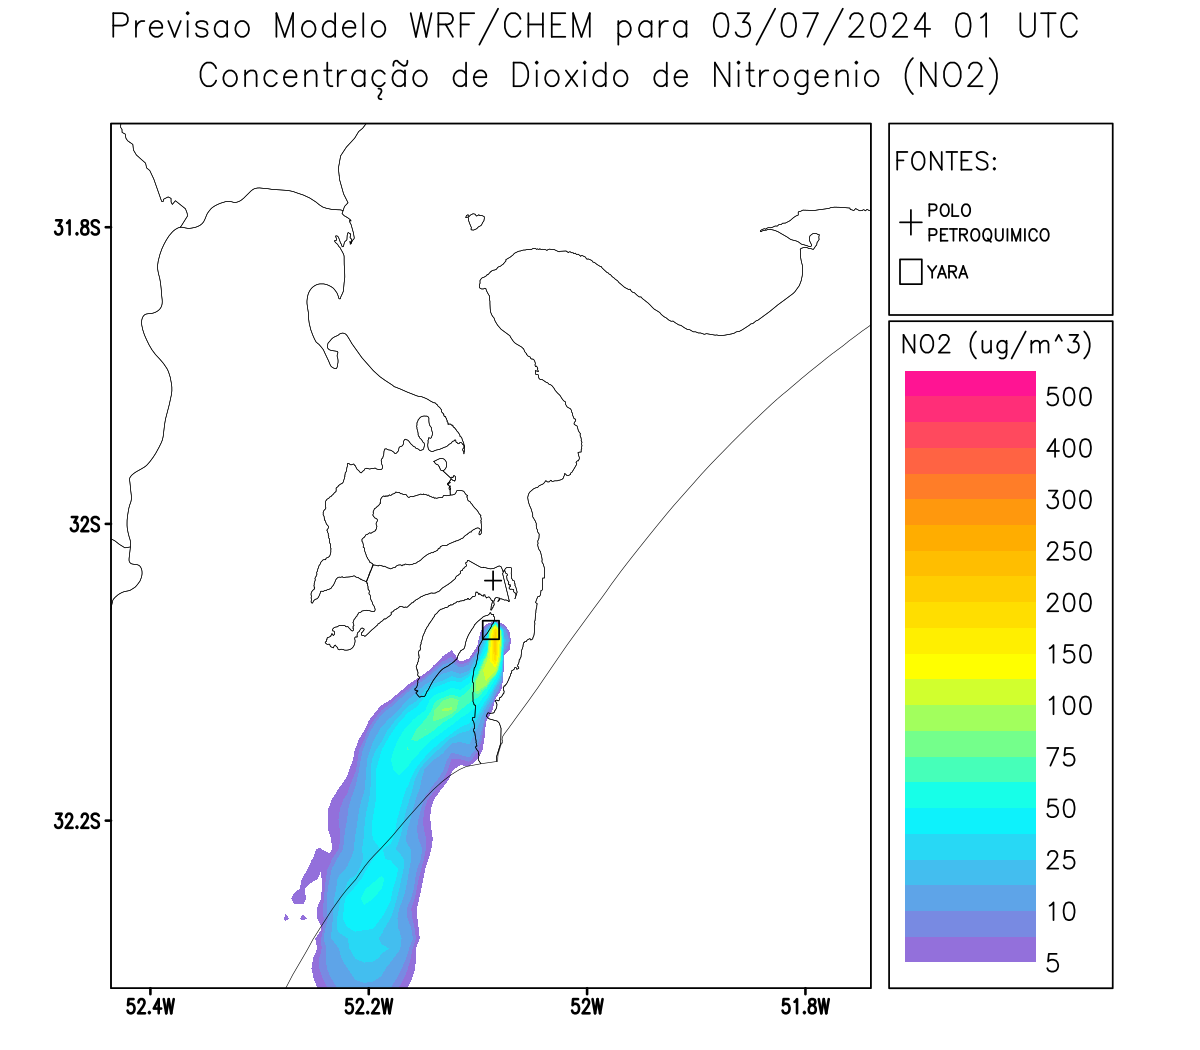 Previsao Modelo WRF/CHEM para 03/07/2024 01 UTC
Concentração de Dioxido de Nitrogenio (NO2)
FONTES:
POLO
PETROQUIMICO
YARA
NO2 (ug/m^3)
500
400
300
250
200
150
100
75
50
25
10
5
31.8S
32S
32.2S
52.4W
52.2W
52W
51.8W